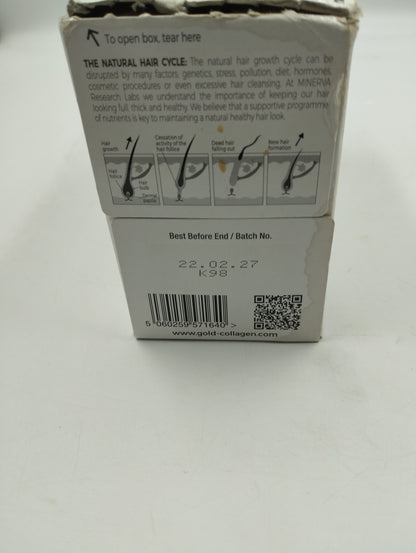 To open box, tear here
THE NATURAL HAIR CYCLE: The natural hair growth cycle can be
disrupted by many factors, genetics, stress, pollution, diet, hormones,
cosmetic procedures or even excessive hair cleansing. At MINERVA
Research Labs we understand the importance of keeping our hair
looking full, thick and healthy. We believe that a supportive programme
of nutrients is key to maintaining a natural healthy hair look.
Hair
growth
Cessation of
activity of the
hair follicle
Dead hair
falling out
New hair
formation
Hair
follicle
Hair
bulb
Dermal
papilla
Best Before End / Batch No.
22.02.27
K98
5 060259 571640 >
www.gold-collagen.com